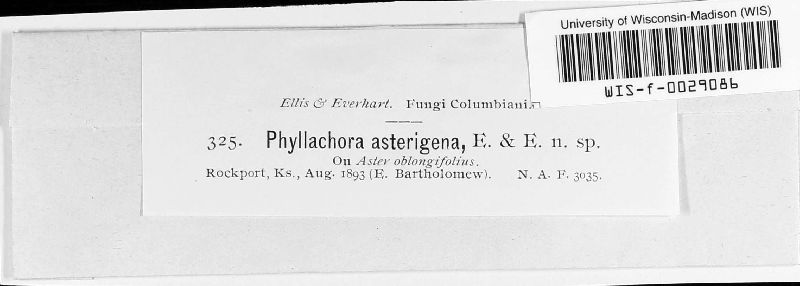 University of Wisconsin-Madison (WIS)
WIS-f-0029086
Ellis & Everhart. Fungi Columbiani
325. Phyllachora asterigena, E. & E. n. sp.
On Aster oblongifolius.
Rockport, Ks., Aug. 1893 (E. Bartholomew). N. A. F. 3035.